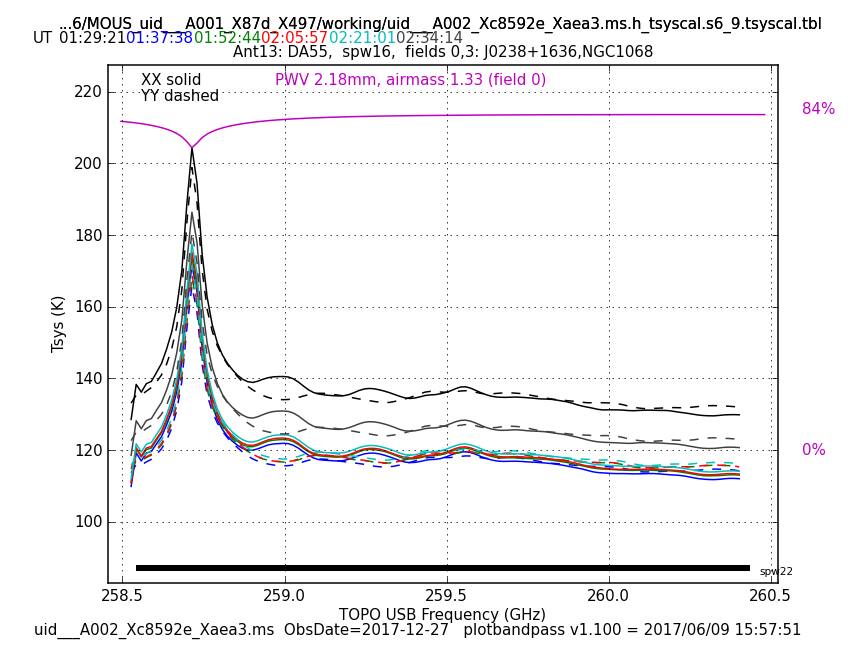 ...6/MOUS_uid___A001_X87d_X497/working/uid___A002_Xc8592e_Xaea3.ms.h_tsyscal.s6_9.tsyscal.tbl
UT 01:29:21 01:37:38 01:52:44 02:05:57 02:21:01 02:34:14
Ant13: DA55, spw16, fields 0,3: J0238+1636,NGC1068
XX solid PWV 2.18mm, airmass 1.33 (field 0)
YY dashed
84%
0%
220
200
180
160
140
120
100
Tsys (K)
spw22
258.5 259.0 259.5 260.0 260.5
TOPO USB Frequency (GHz)
uid___A002_Xc8592e_Xaea3.ms ObsDate=2017-12-27 plotbandpass v1.100 = 2017/06/09 15:57:51